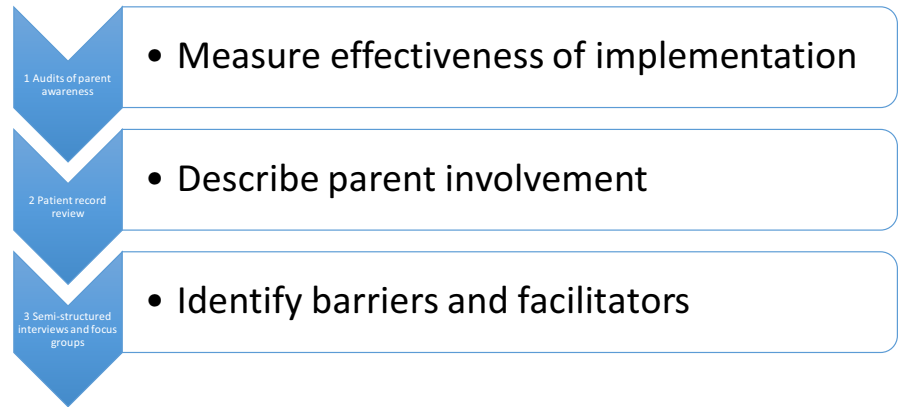 1 Audits of parent
awareness
• Measure effectiveness of implementation
2 Patient record
review
• Describe parent involvement
3 Semi-structured
interviews and focus
groups
• Identify barriers and facilitators